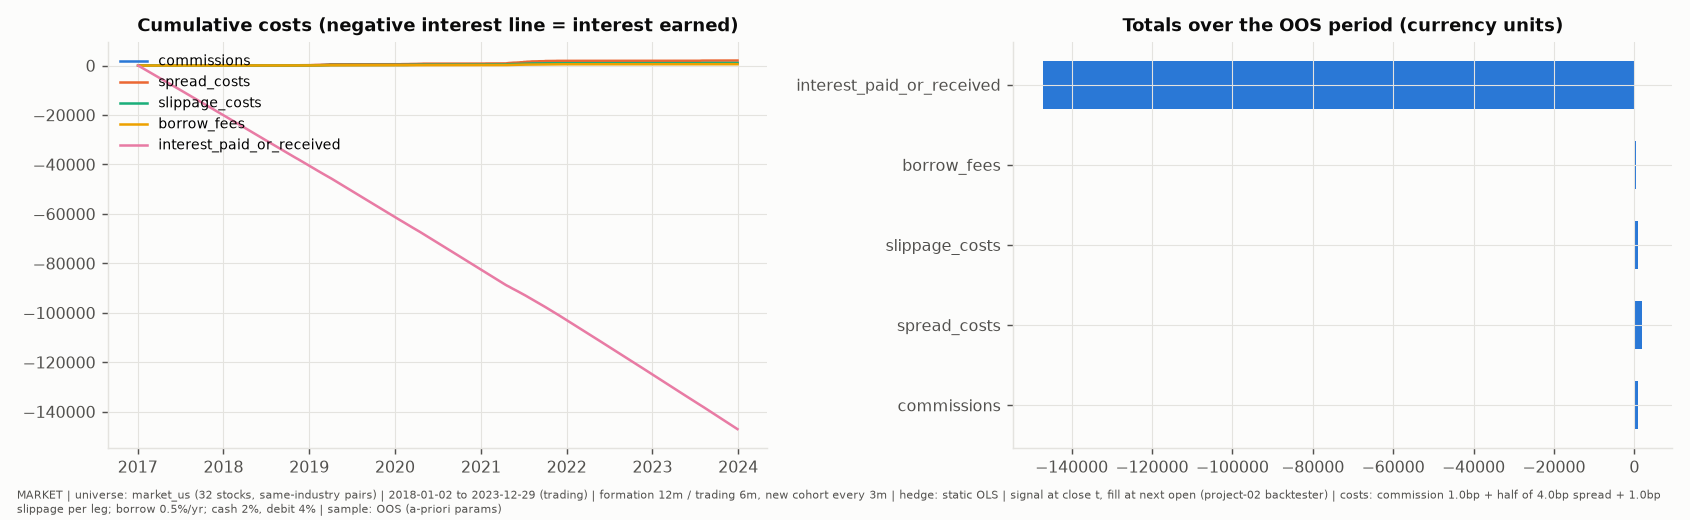 Cumulative costs (negative interest line = interest earned)
commissions
spread_costs
slippage_costs
borrow_fees
interest_paid_or_received
0
−20000
−40000
−60000
−80000
−100000
−120000
−140000
2017 2018 2019 2020 2021 2022 2023 2024
Totals over the OOS period (currency units)
interest_paid_or_received
borrow_fees
slippage_costs
spread_costs
commissions
−140000 −120000 −100000 −80000 −60000 −40000 −20000 0
MARKET | universe: market_us (32 stocks, same-industry pairs) | 2018-01-02 to 2023-12-29 (trading) | formation 12m / trading 6m, new cohort every 3m | hedge: static OLS | signal at close t, fill at next open (project-02 backtester) | costs: commission 1.0bp + half of 4.0bp spread + 1.0bp
slippage per leg; borrow 0.5%/yr; cash 2%, debit 4% | sample: OOS (a-priori params)